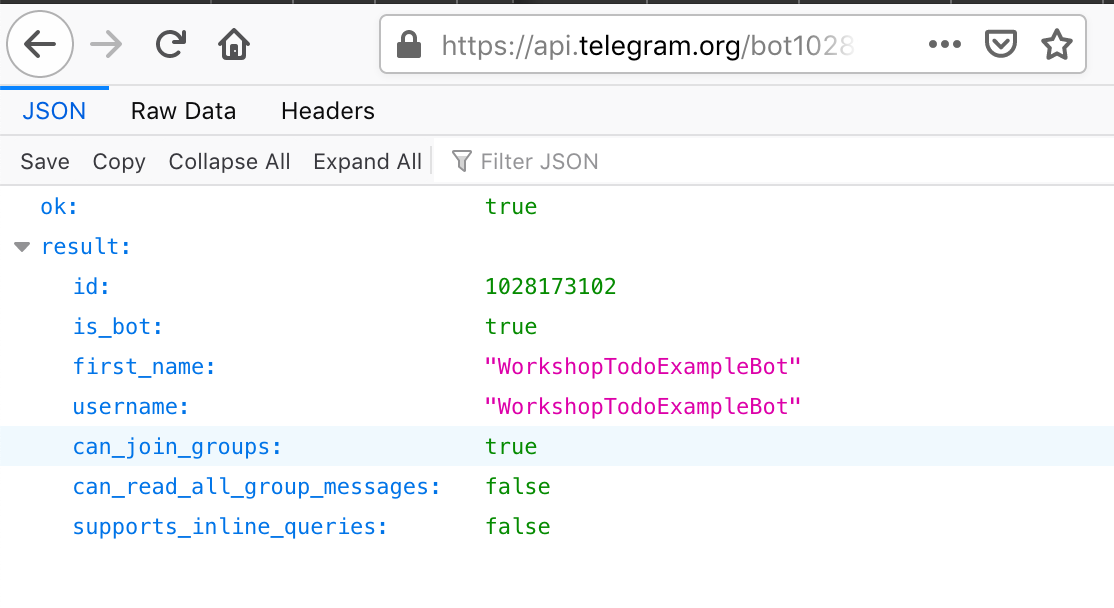 https://api.telegram.org/bot1028
JSON Raw Data Headers
Save Copy Collapse All Expand All Filter JSON
ok: true
result:
id: 1028173102
is_bot: true
first_name: "WorkshopTodoExampleBot"
username: "WorkshopTodoExampleBot"
can_join_groups: true
can_read_all_group_messages: false
supports_inline_queries: false